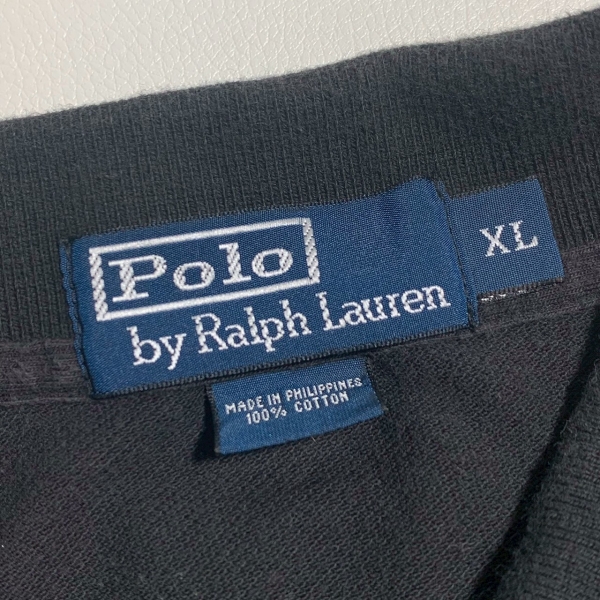 Polo
by Ralph Lauren
XL
MADE IN PHILIPPINES
100% COTTON